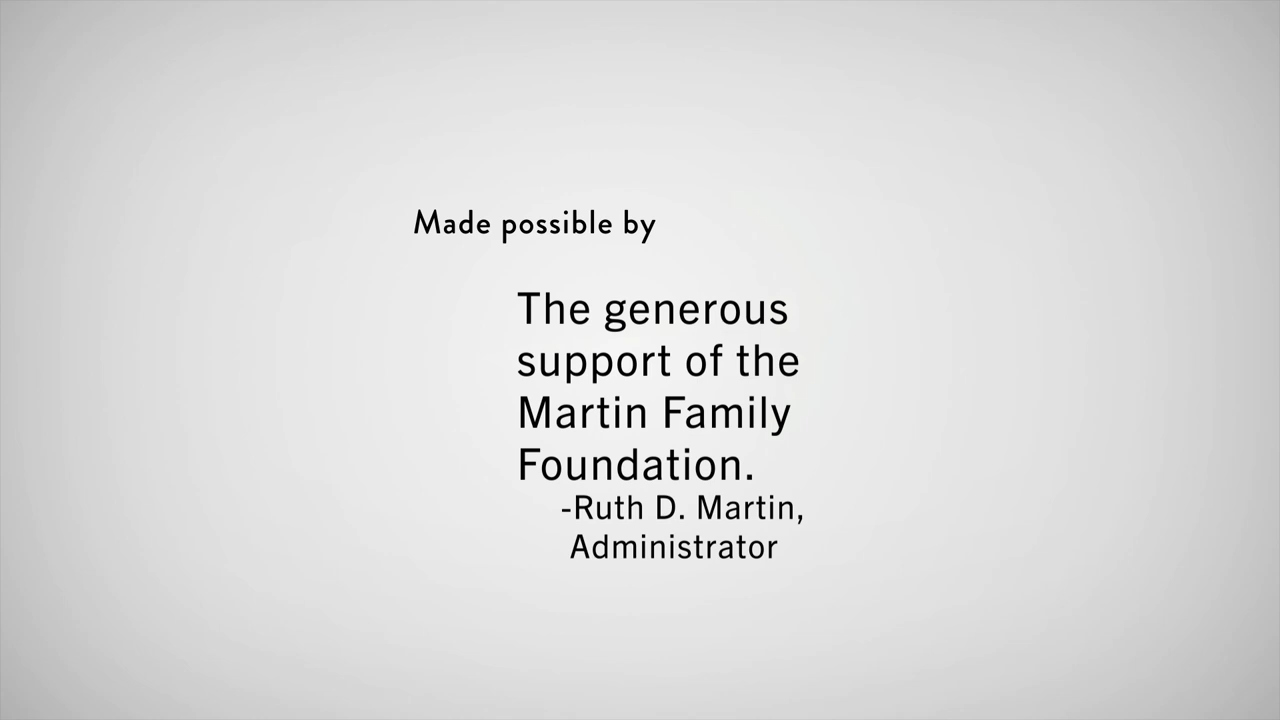 Made possible by
The generous
support of the
Martin Family
Foundation.
-Ruth D. Martin,
Administrator